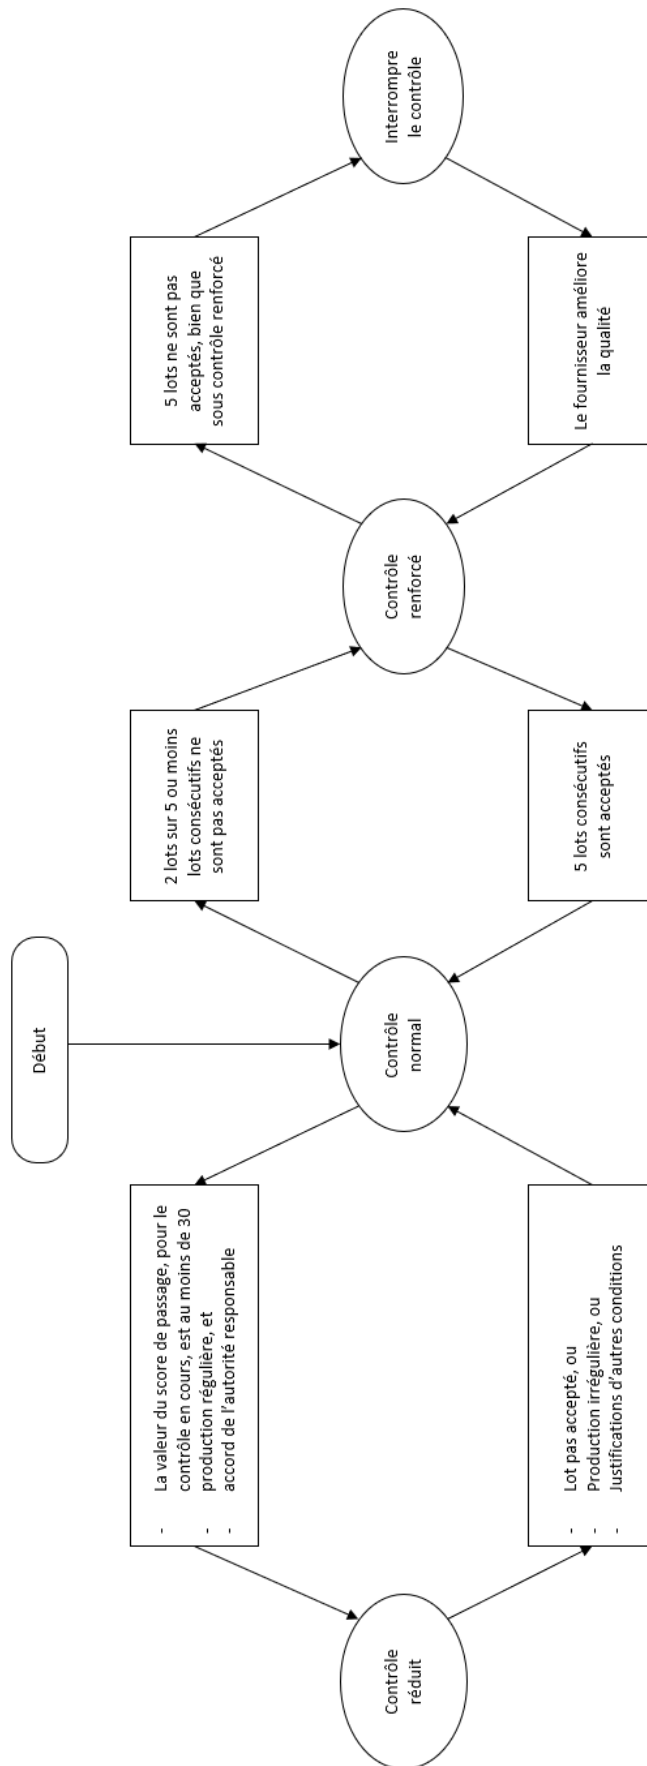 Début
-    La valeur du score de passage, pour le
contrôle en cours, est au moins de 30
-    production régulière, et
-    accord de l'autorité responsable
2 lots sur 5 ou moins
lots consécutifs ne
sont pas acceptés
5 lots ne sont pas
acceptés, bien que
sous contrôle renforcé
Contrôle
réduit
Contrôle
normal
Contrôle
renforcé
Interrompre
le contrôle
-    Lot pas accepté, ou
-    Production irrégulière, ou
-    Justifications d'autres conditions
5 lots consécutifs
sont acceptés
Le fournisseur améliore
la qualité